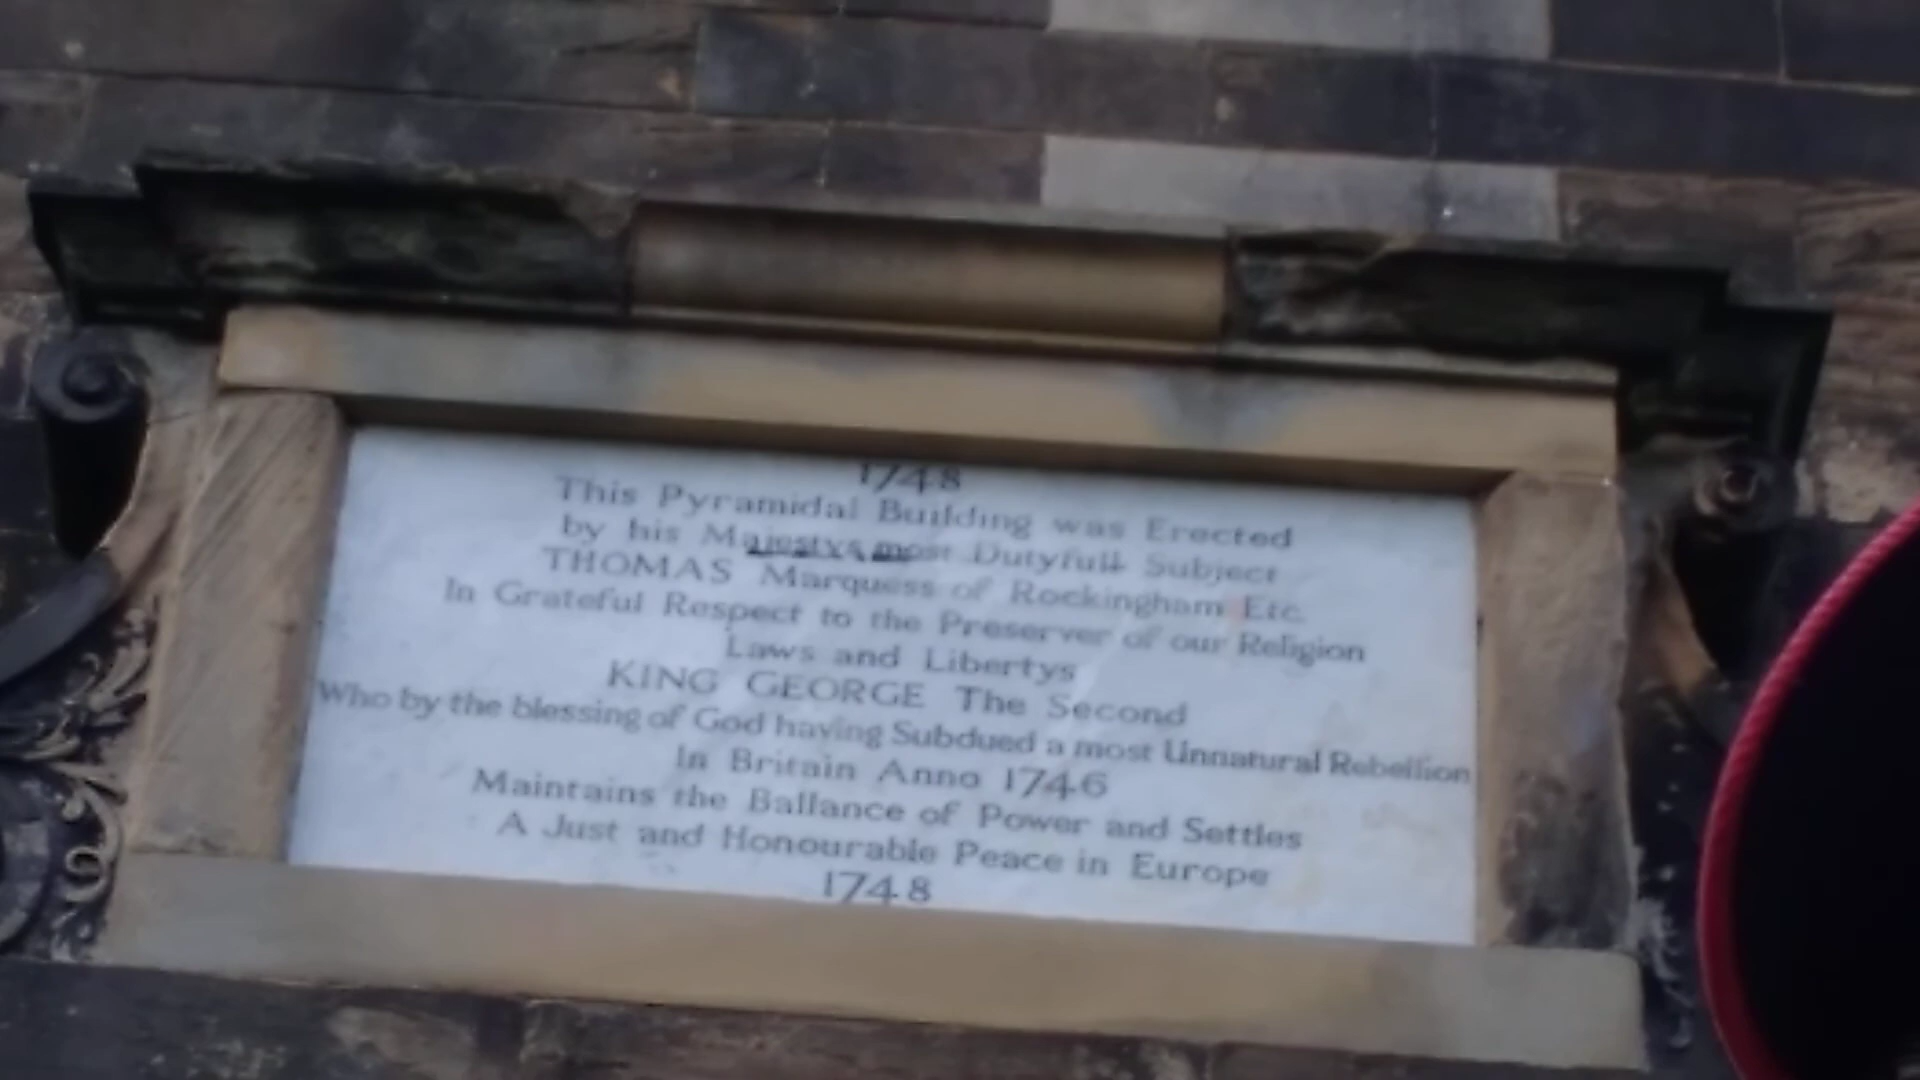 1748
This Pyramidal Building was Erected
by his Majestys most Dutyfull Subject
THOMAS Marquess of Rockingham Etc.
In Grateful Respect to the Preserver of our Religion
Laws and Libertys
KING GEORGE The Second
Who by the blessing of God having Subdued a most Unnatural Rebellion
In Britain Anno 1746
Maintains the Ballance of Power and Settles
A Just and Honourable Peace in Europe
1748